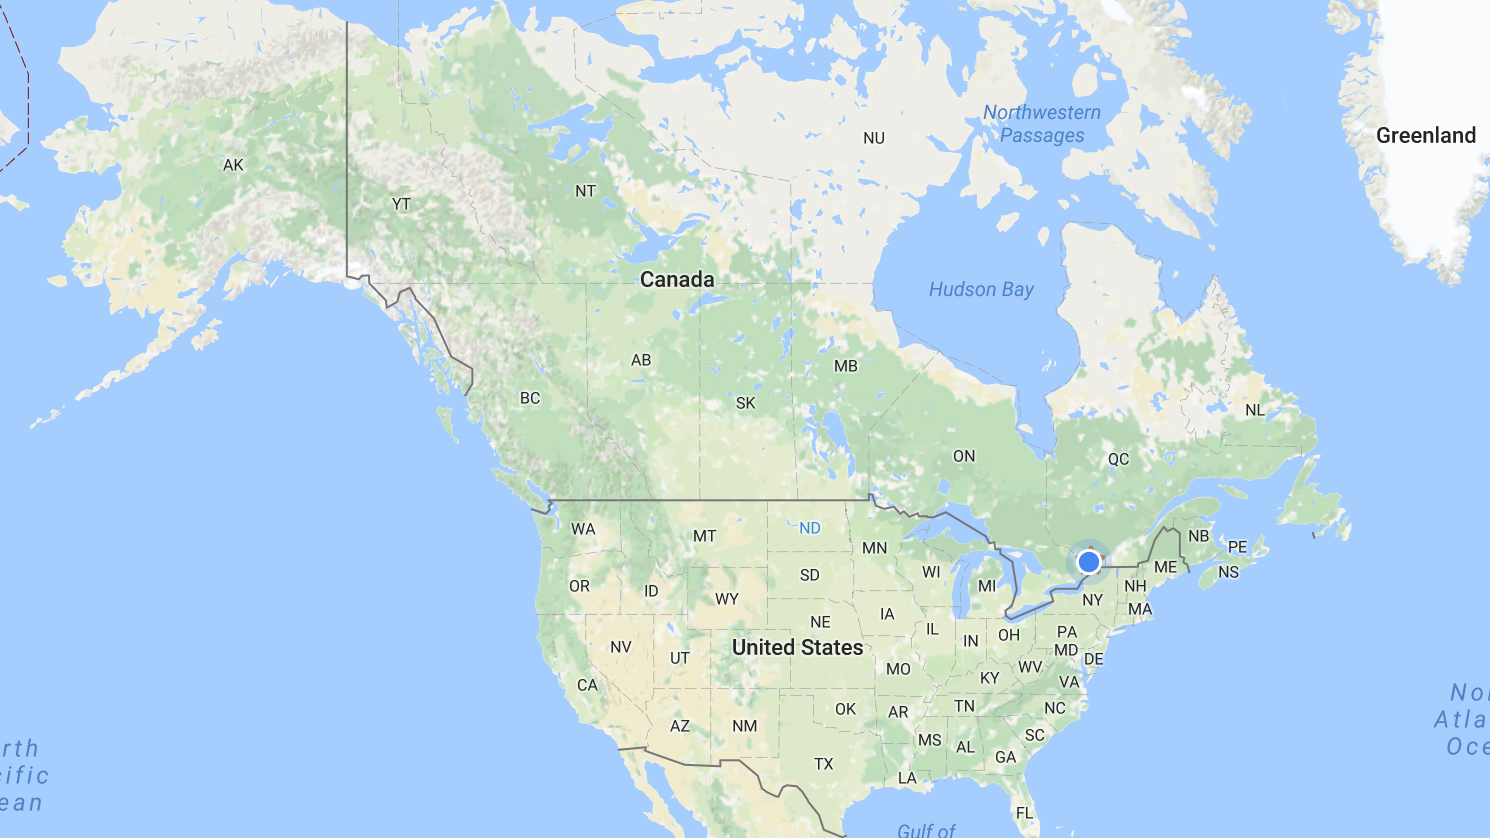 Northwestern
Passages
NU
Greenland
AK
NT
YT
Canada
Hudson Bay
AB
MB
BC
SK
NL
ON
QC
WA
MT
ND
MN
NB
PE
NS
ME
WI
SD
MI
OR
ID
WY
NH
NY
MA
IA
NE
IL
IN
OH
PA
NV
UT
United States
MD
DE
MO
WV
KY
VA
CA
TN
NC
OK
AR
AZ
NM
MS
AL
SC
GA
TX
LA
FL
Gulf of
rth
cific
ean
Nor
Atla
Oce